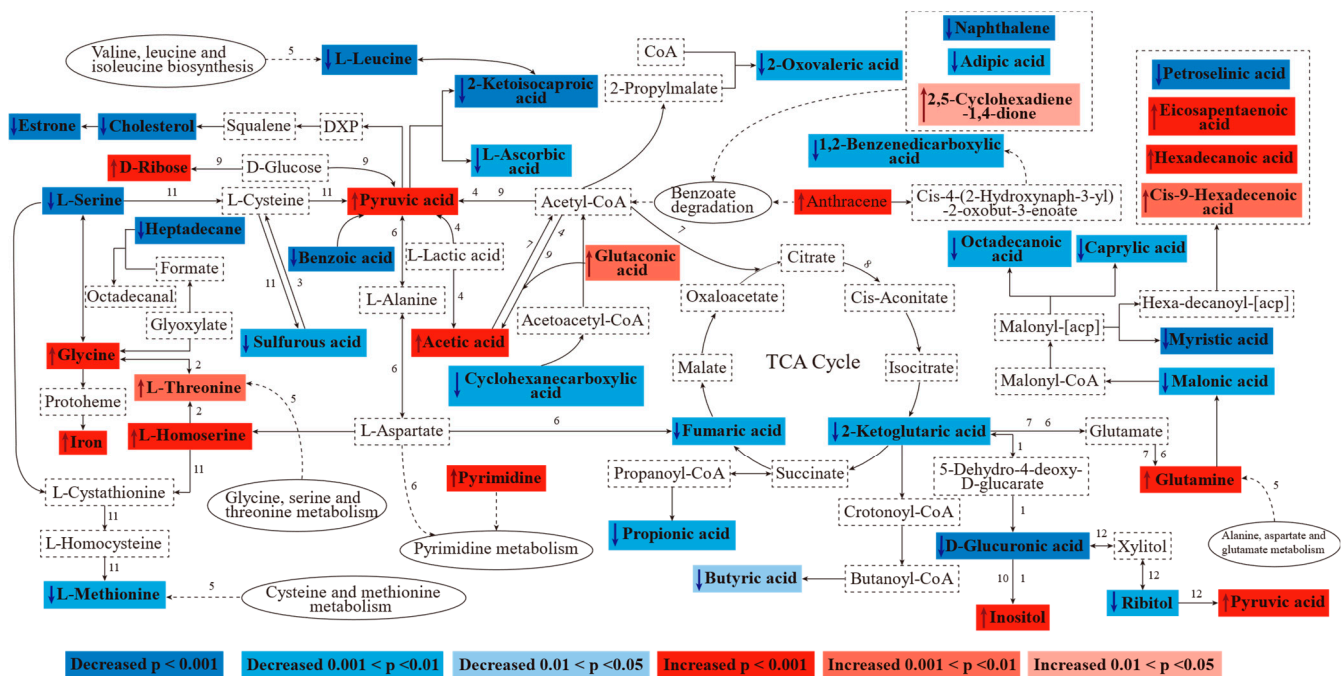 Valine, leucine and
isoleucine biosynthesis
5
↓L-Leucine
CoA
2-Propylmalate
↓2-Oxovaleric acid
↓Naphthalene
↓Adipic acid
↑2,5-Cyclohexadiene
-1,4-dione
↓Petroselinic acid
↑Eicosapentaenoic
acid
↑Hexadecanoic acid
↑Cis-9-Hexadecenoic
acid
↓2-Ketoisocaproic
acid
↓Estrone
↓Cholesterol
Squalene
DXP
↓L-Ascorbic
acid
↓1,2-Benzenedicarboxylic
acid
↑D-Ribose
9
D-Glucose
9
↓L-Serine
11
L-Cysteine
11
↑Pyruvic acid
4
9
Acetyl-CoA
Benzoate
degradation
↑Anthracene
Cis-4-(2-Hydroxynaph-3-yl)
-2-oxobut-3-enoate
↓Heptadecane
↓Benzoic acid
6
4
L-Lactic acid
7
4
9
↑Glutaconic
acid
7
Citrate
8
↓Octadecanoic
acid
↓Caprylic acid
Formate
Octadecanal
11
3
L-Alanine
4
Oxaloacetate
Cis-Aconitate
Hexa-decanoyl-[acp]
Glyoxylate
↓Sulfurous acid
↑Acetic acid
Acetoacetyl-CoA
Malonyl-[acp]
↓Myristic acid
↑Glycine
2
↑L-Threonine
6
↓Cyclohexanecarboxylic
acid
Malate
TCA Cycle
Isocitrate
Malonyl-CoA
↓Malonic acid
Protoheme
2
5
↑Iron
↑L-Homoserine
L-Aspartate
6
↓Fumaric acid
↓2-Ketoglutaric acid
7
6
Glutamate
11
1
7
6
L-Cystathionine
Glycine, serine and
threonine metabolism
6
↑Pyrimidine
Propanoyl-CoA
Succinate
5-Dehydro-4-deoxy-
D-glucarate
↑Glutamine
5
11
Crotonoyl-CoA
1
L-Homocysteine
Pyrimidine metabolism
↓Propionic acid
↓D-Glucuronic acid
12
Xylitol
Alanine, aspartate and
glutamate metabolism
11
↓L-Methionine
5
Cysteine and methionine
metabolism
↓Butyric acid
Butanoyl-CoA
10
1
12
↑Inositol
↓Ribitol
12
↑Pyruvic acid
Decreased p < 0.001
Decreased 0.001 < p <0.01
Decreased 0.01 < p <0.05
Increased p < 0.001
Increased 0.001 < p <0.01
Increased 0.01 < p <0.05